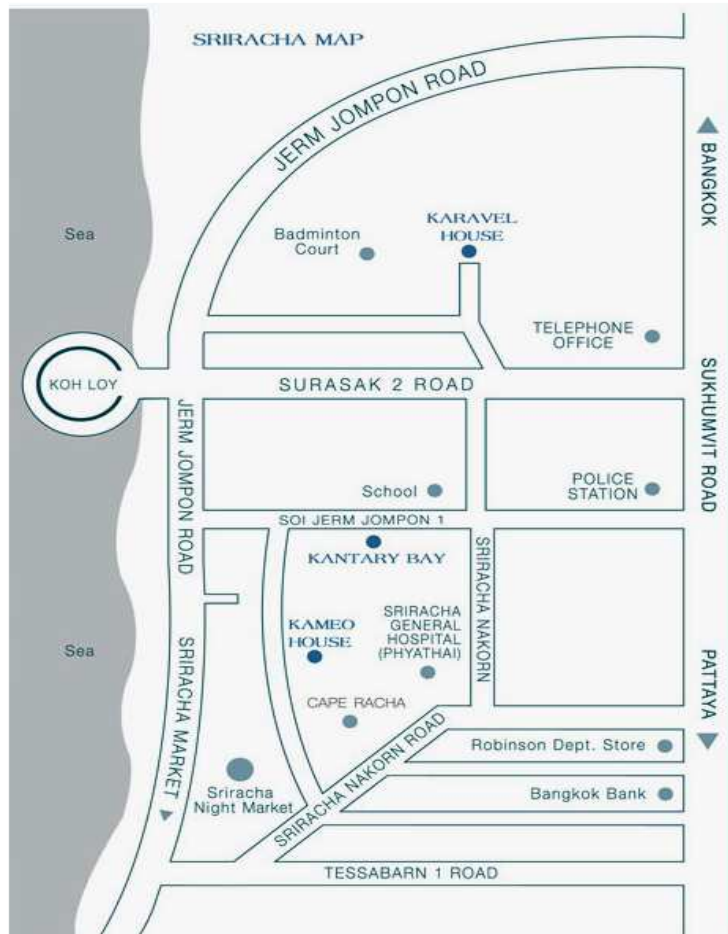 SRIRACHA MAP
JERM JOMPON ROAD
BANGKOK
Sea
Badminton
Court
KARAVEL
HOUSE
TELEPHONE
OFFICE
KOH LOY
SURASAK 2 ROAD
SUKHUMVIT ROAD
JERM JOMPON ROAD
School
POLICE
STATION
SOI JERM JOMPON 1
KANTARY BAY
SRIRACHA NAKORN
KAMEO
HOUSE
SRIRACHA
GENERAL
HOSPITAL
(PHYATHAI)
Sea
SRIRACHA MARKET
PATTAYA
CAPE RACHA
SRIRACHA NAKORN ROAD
Robinson Dept. Store
Sriracha
Night Market
Bangkok Bank
TESSABARN 1 ROAD